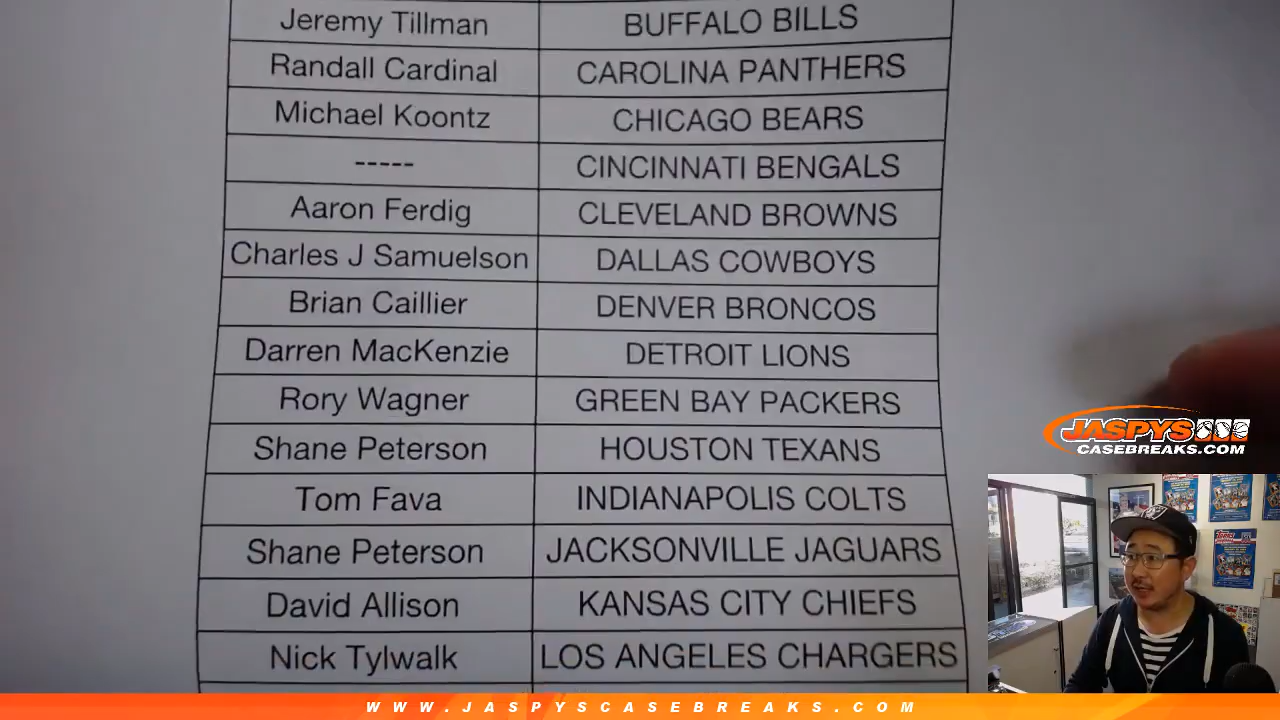 Jeremy Tillman BUFFALO BILLS
Randall Cardinal CAROLINA PANTHERS
Michael Koontz CHICAGO BEARS
----- CINCINNATI BENGALS
Aaron Ferdig CLEVELAND BROWNS
Charles J Samuelson DALLAS COWBOYS
Brian Caillier DENVER BRONCOS
Darren MacKenzie DETROIT LIONS
Rory Wagner GREEN BAY PACKERS
Shane Peterson HOUSTON TEXANS
Tom Fava INDIANAPOLIS COLTS
Shane Peterson JACKSONVILLE JAGUARS
David Allison KANSAS CITY CHIEFS
Nick Tylwalk LOS ANGELES CHARGERS
JASPYS
CASEBREAKS.COM
WWW.JASPYSCASEBREAKS.COM